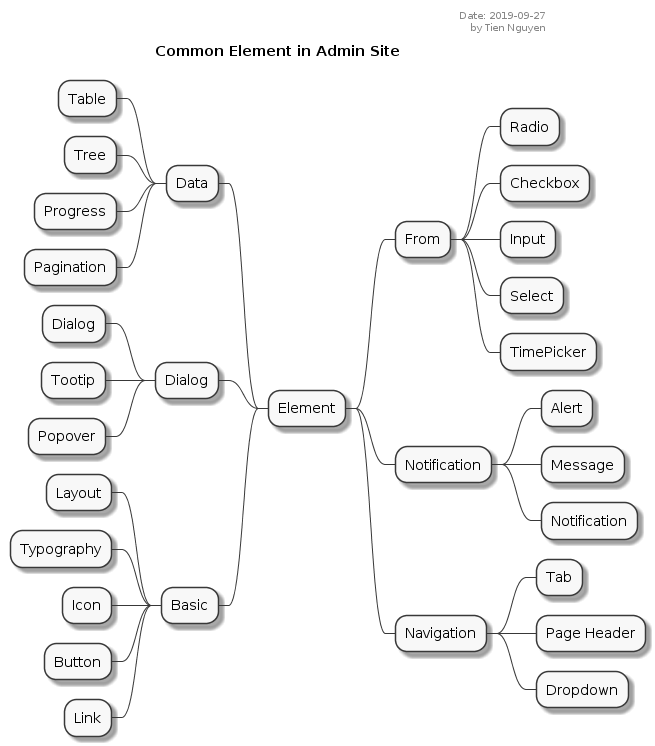 Date: 2019-09-27
by Tien Nguyen
Common Element in Admin Site
Element
From
Radio
Checkbox
Input
Select
TimePicker
Notification
Alert
Message
Notification
Navigation
Tab
Page Header
Dropdown
Data
Table
Tree
Progress
Pagination
Dialog
Dialog
Tootip
Popover
Basic
Layout
Typography
Icon
Button
Link